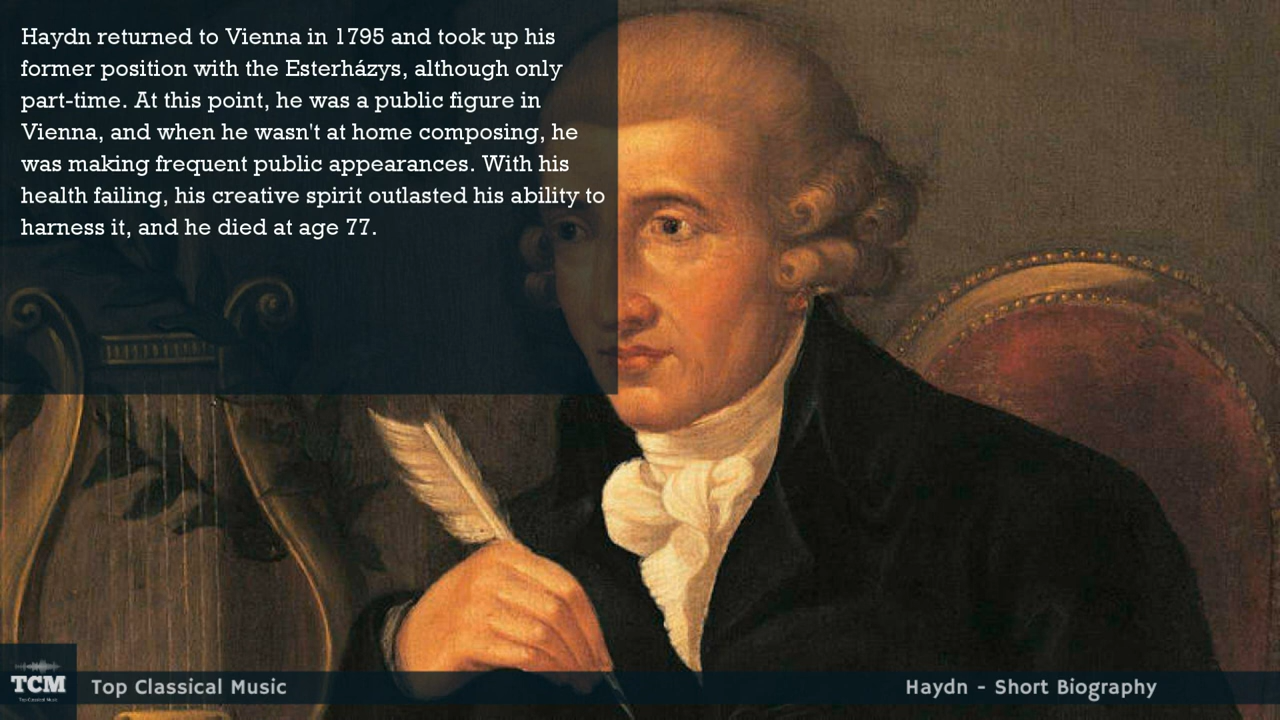 Haydn returned to Vienna in 1795 and took up his
former position with the Esterházys, although only
part-time. At this point, he was a public figure in
Vienna, and when he wasn't at home composing, he
was making frequent public appearances. With his
health failing, his creative spirit outlasted his ability to
harness it, and he died at age 77.
TCM
Top Classical Music
Top Classical Music
Haydn - Short Biography